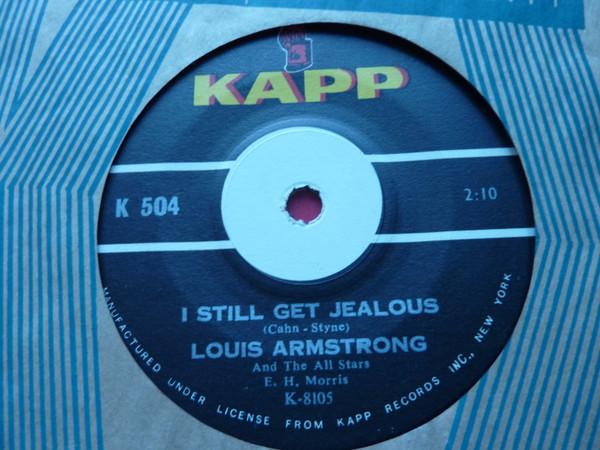 KAPP
K 504
2:10
I STILL GET JEALOUS
(Cahn - Styne)
LOUIS ARMSTRONG
And The All Stars
E. H. Morris
K-8105
MANUFACTURED UNDER LICENSE FROM KAPP RECORDS INC., NEW YORK